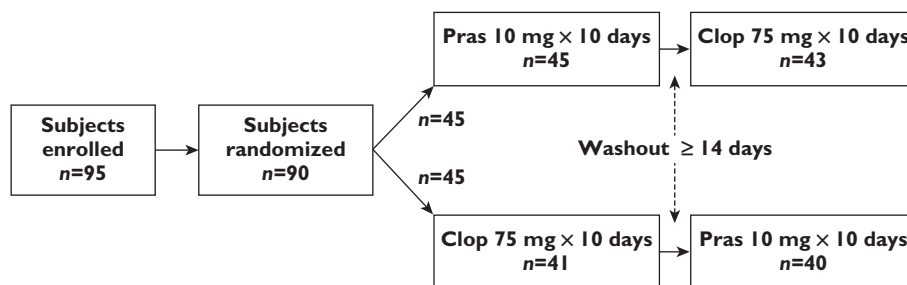 Pras 10 mg × 10 days
n=45
Clop 75 mg × 10 days
n=43
Subjects
enrolled
n=95
Subjects
randomized
n=90
n=45
n=45
Washout ≥ 14 days
Clop 75 mg × 10 days
n=41
Pras 10 mg × 10 days
n=40